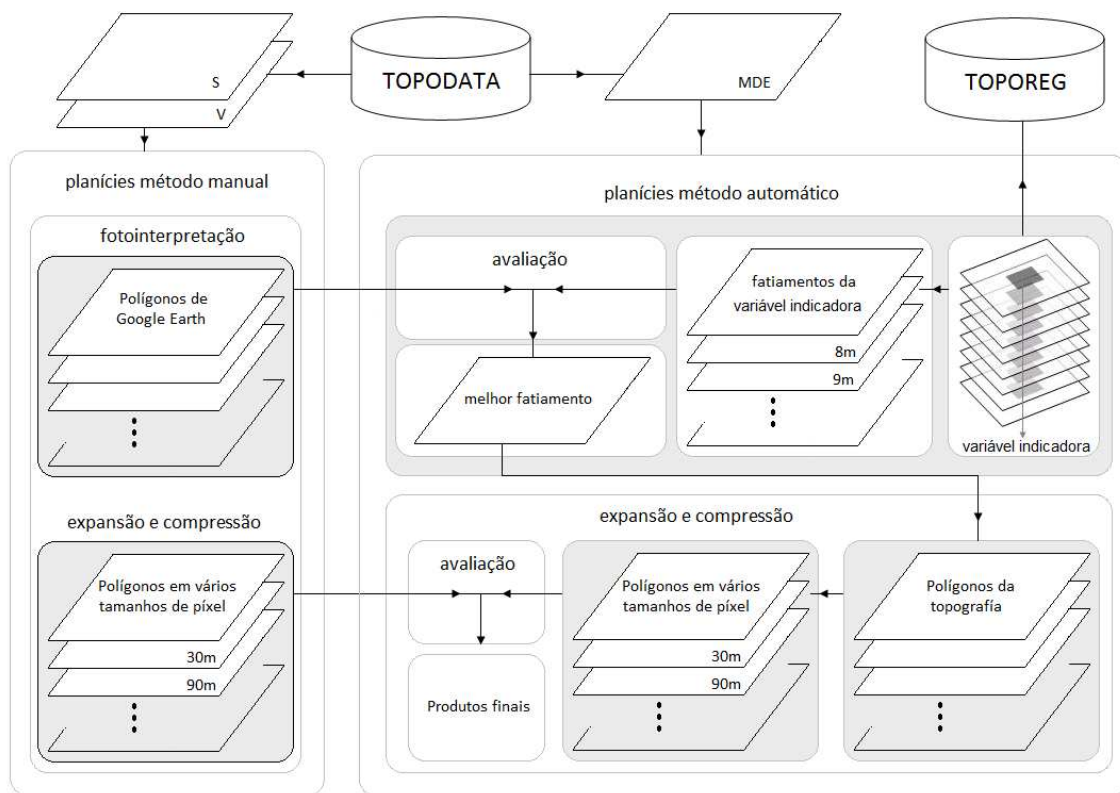 S
V
TOPODATA
MDE
TOPOREG
planícies método manual
fotointerpretação
Polígonos de
Google Earth
expansão e compressão
Polígonos em vários
tamanhos de píxel
30m
90m
planícies método automático
avaliação
melhor fatiamento
fatiamentos da
variável indicadora
8m
9m
variável indicadora
expansão e compressão
avaliação
Produtos finais
Polígonos em vários
tamanhos de píxel
30m
90m
Polígonos da
topografía